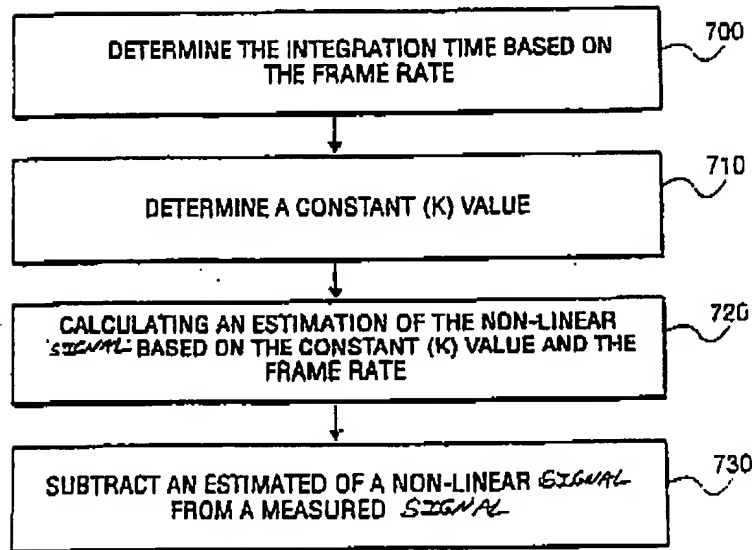 DETERMINE THE INTEGRATION TIME BASED ON
THE FRAME RATE
700
DETERMINE A CONSTANT (K) VALUE
710
CALCULATING AN ESTIMATION OF THE NON-LINEAR
SIGNAL BASED ON THE CONSTANT (K) VALUE AND THE
FRAME RATE
720
SUBTRACT AN ESTIMATED OF A NON-LINEAR SIGNAL
FROM A MEASURED SIGNAL
730